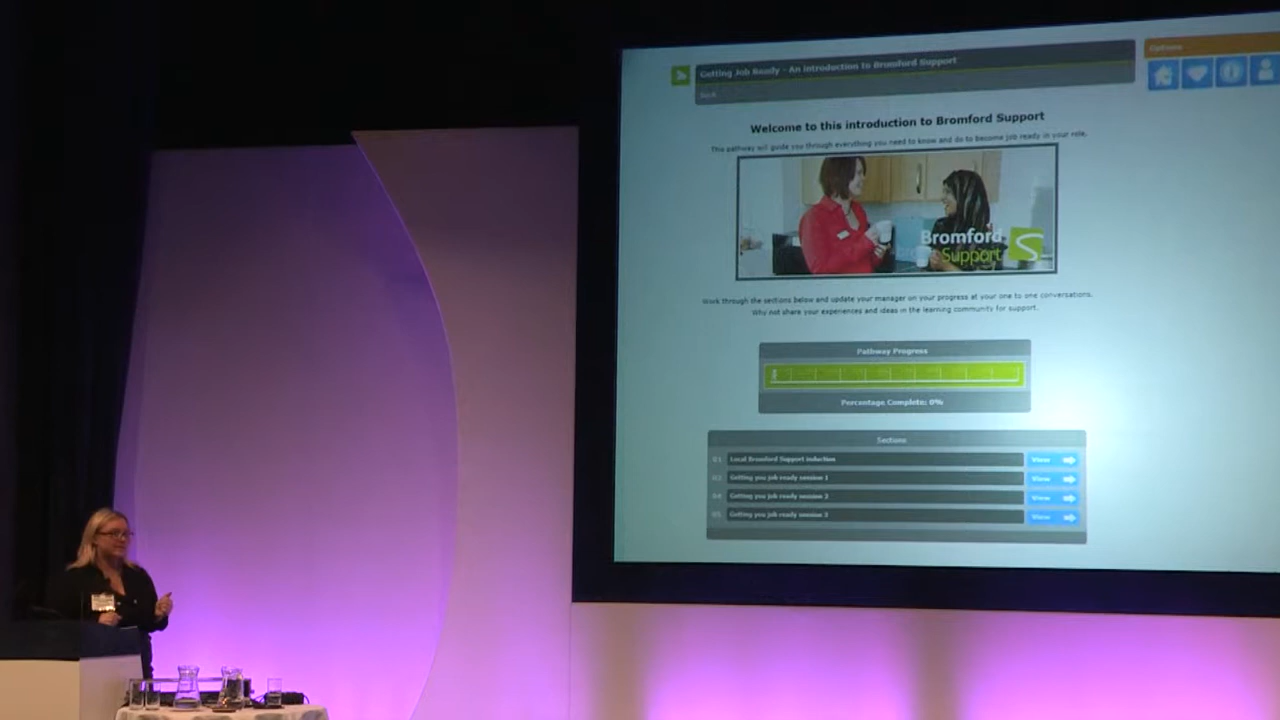 Getting Job Ready - An introduction to Bromford Support
Back
Options
Welcome to this introduction to Bromford Support
This pathway will guide you through everything you need to know and do to become job ready in your role.
Bromford
Support
Work through the sections below and update your manager on your progress at your one to one conversations.
Why not share your experiences and ideas in the learning community for support.
Pathway Progress
Percentage Complete: 0%
Sections
01 Local Bromford Support induction View
Getting you job ready session 1 View
Getting you job ready session 2 View
Getting you job ready session 3 View